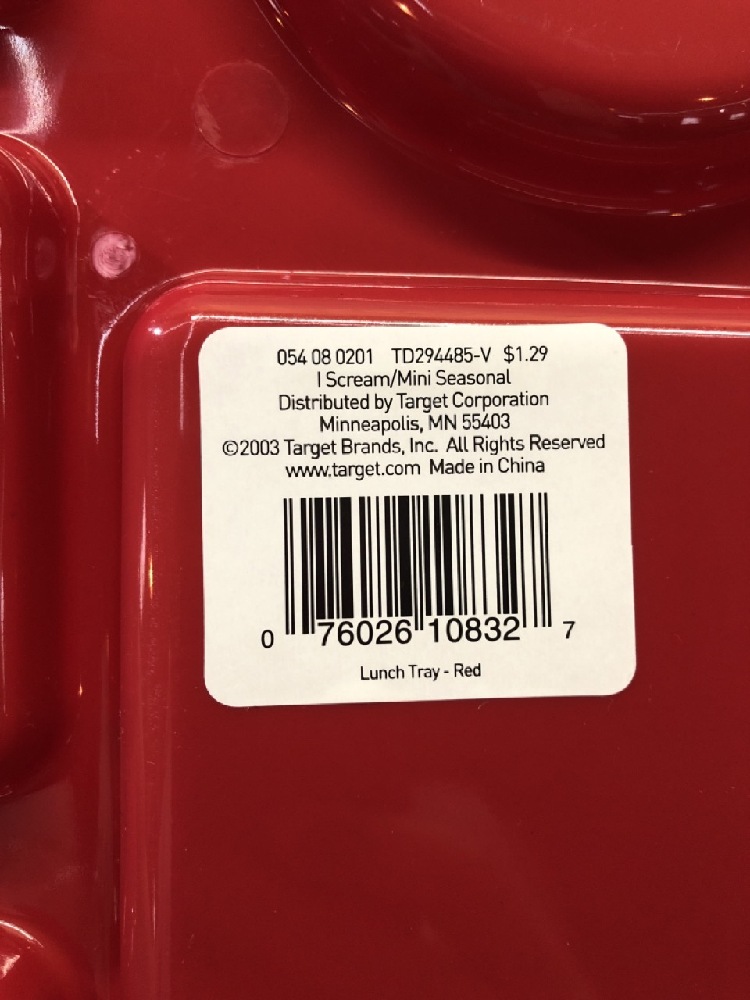 054 08 0201 TD294485-V $1.29
I Scream/Mini Seasonal
Distributed by Target Corporation
Minneapolis, MN 55403
©2003 Target Brands, Inc. All Rights Reserved
www.target.com Made in China
0 76026 10832 7
Lunch Tray - Red